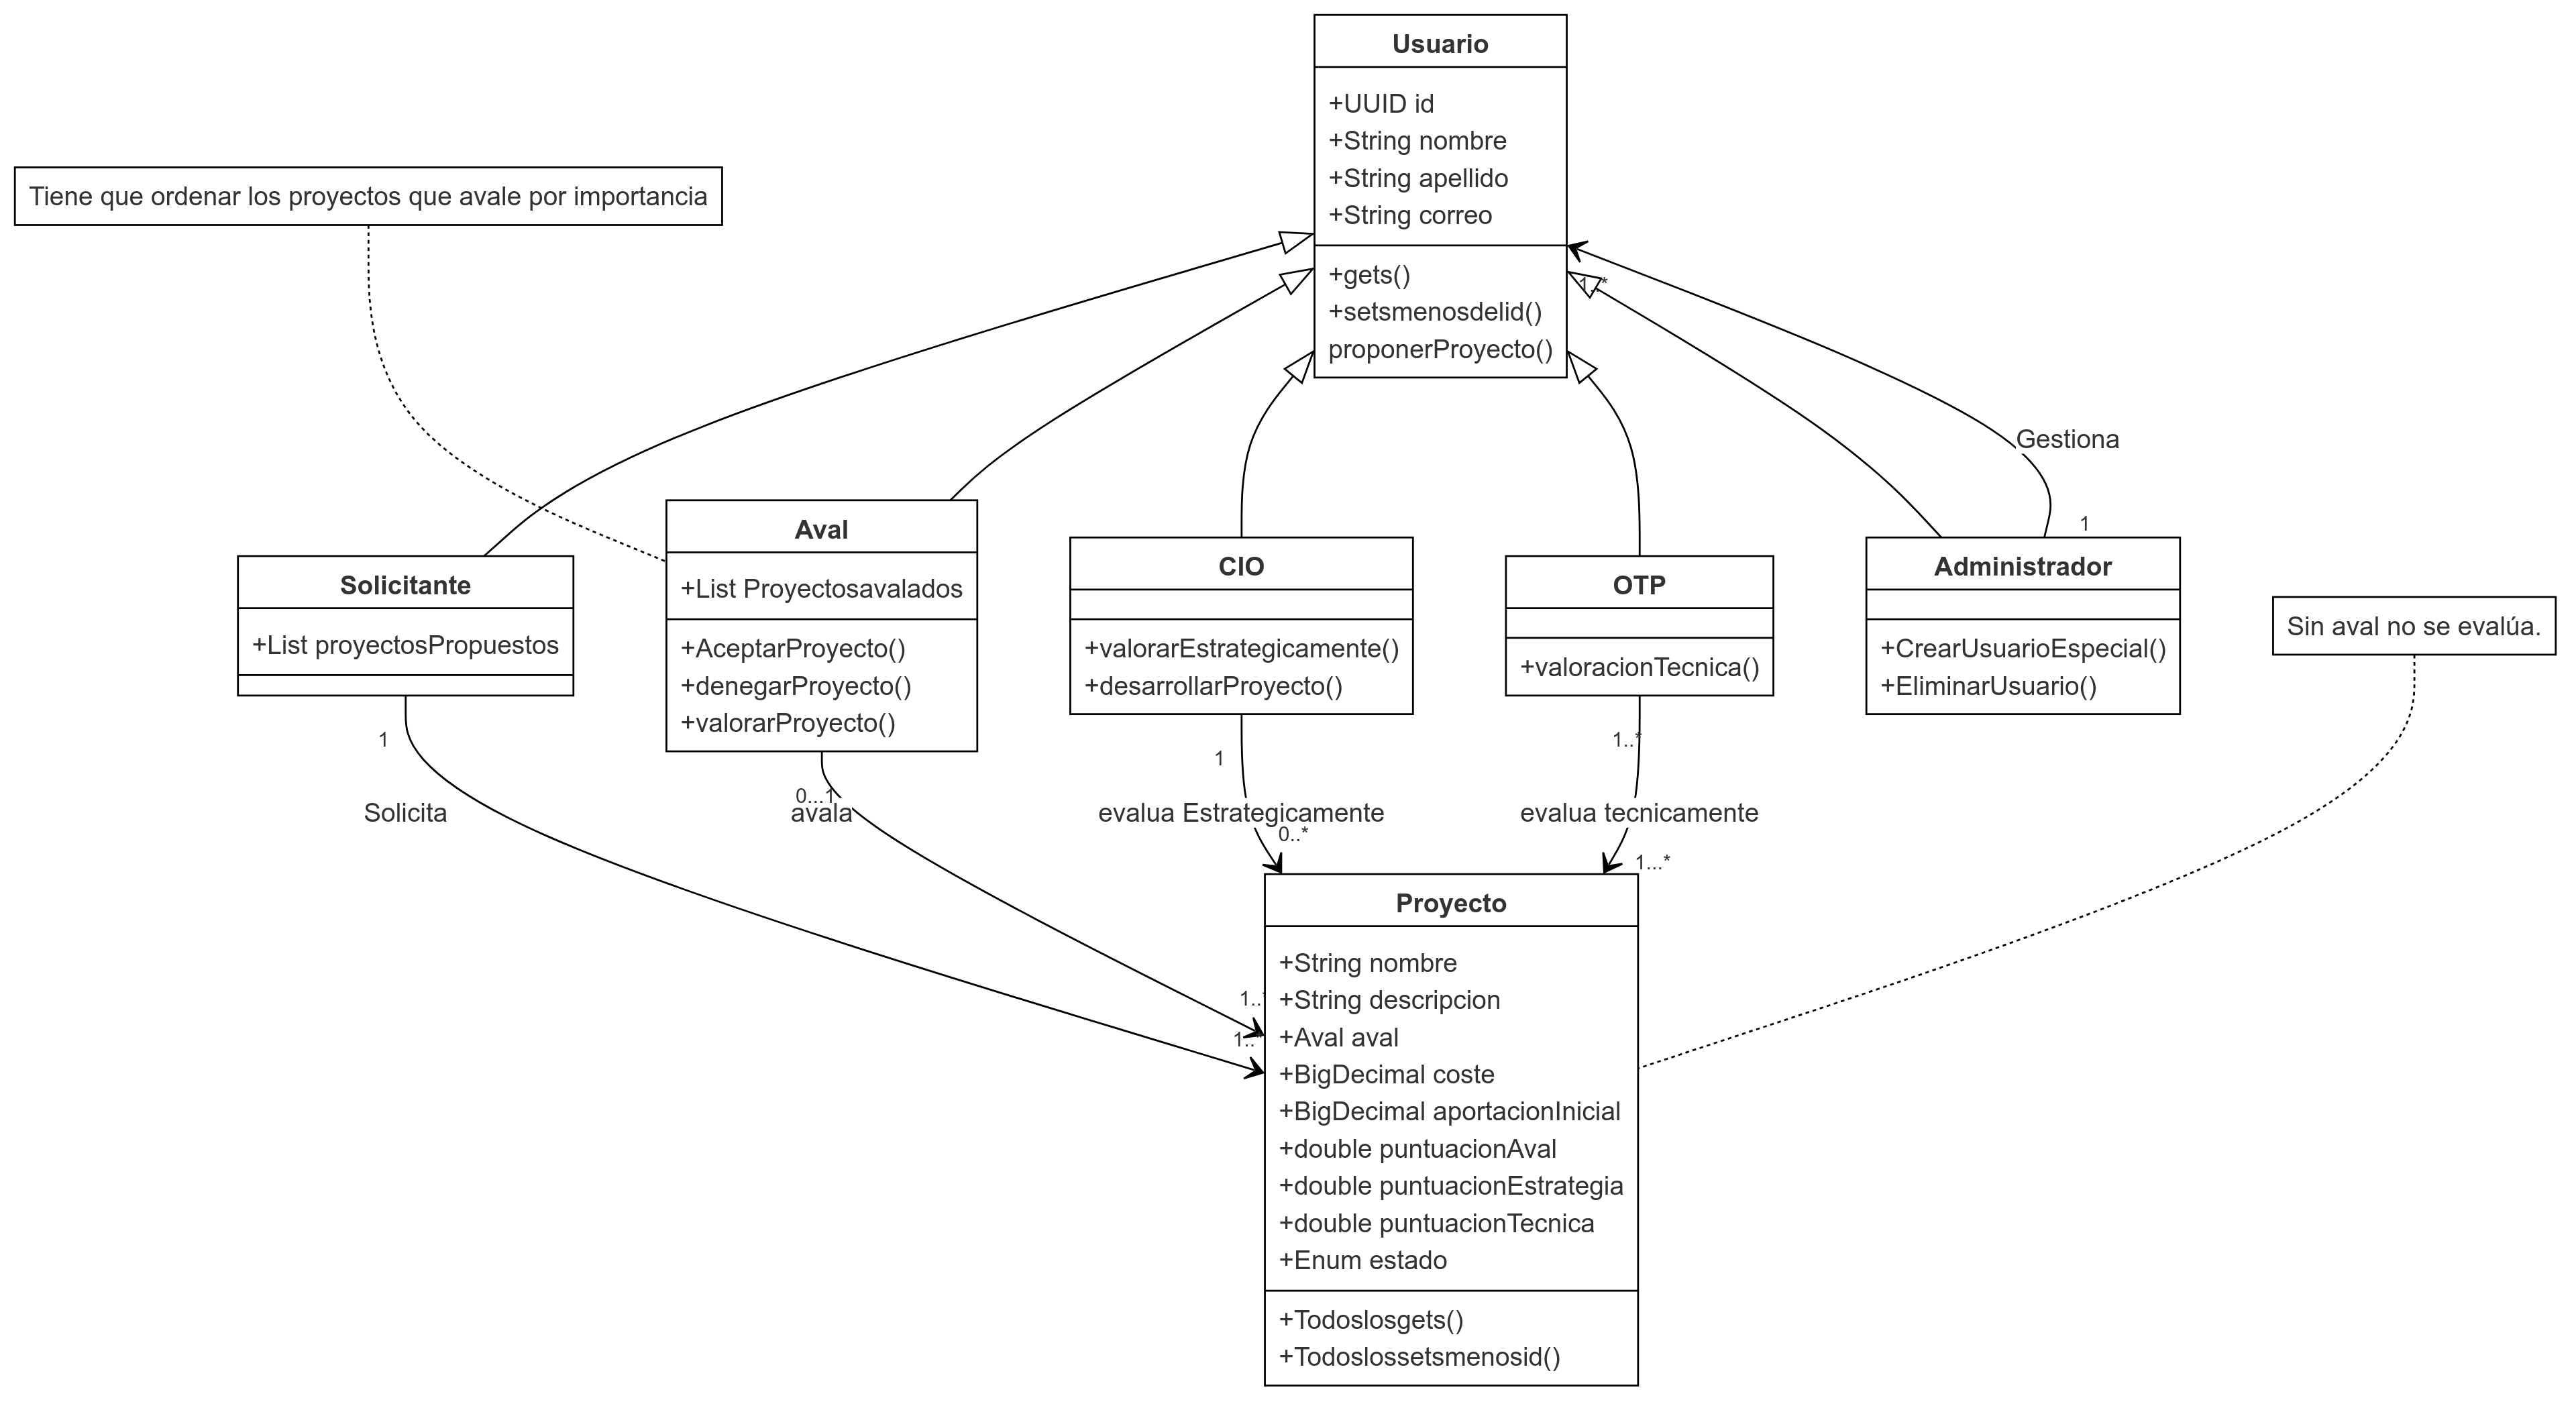 Usuario
+UUID id
+String nombre
+String apellido
+String correo
+gets()
+setsmenosdelid()
proponerProyecto()
1..*
Tiene que ordenar los proyectos que avale por importancia
Gestiona
1
Solicitante
+List proyectosPropuestos
Aval
+List Proyectosavalados
+AceptarProyecto()
+denegarProyecto()
+valorarProyecto()
CIO
+valorarEstrategicamente()
+desarrollarProyecto()
OTP
+valoracionTecnica()
Administrador
+CrearUsuarioEspecial()
+EliminarUsuario()
Sin aval no se evalúa.
1
Solicita
0...1
avala
1
evalua Estrategicamente
0..*
1..*
evalua tecnicamente
1...*
1..*
1..*
Proyecto
+String nombre
+String descripcion
+Aval aval
+BigDecimal coste
+BigDecimal aportacionInicial
+double puntuacionAval
+double puntuacionEstrategia
+double puntuacionTecnica
+Enum estado
+Todoslosgets()
+Todoslossetsmenosid()